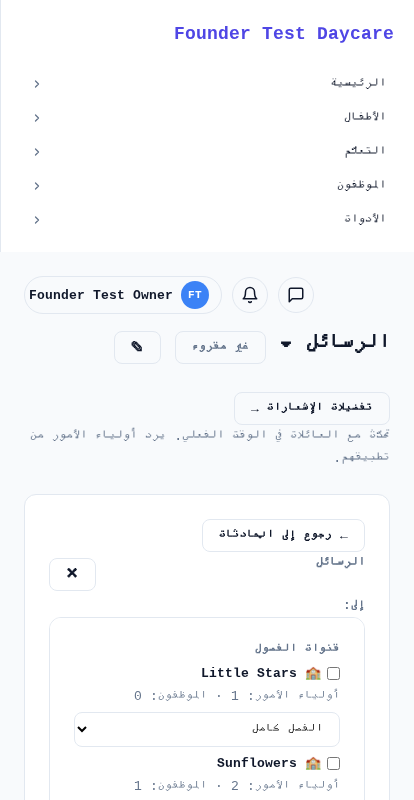 Founder Test Daycare
الرئيسية
الأطفال
التعلّم
الموظفون
الأدوات
Founder Test Owner FT
الرسائل
غير مقروء
تفضيلات الإشعارات →
تحدّث مع العائلات في الوقت الفعلي. يرد أولياء الأمور من
تطبيقهم.
← رجوع إلى المحادثات
الرسائل
إلى:
قنوات الفصول
🏫 Little Stars
أولياء الأمور: 1 · الموظفون: 0
الفصل كامل
🏫 Sunflowers
أولياء الأمور: 2 · الموظفون: 1